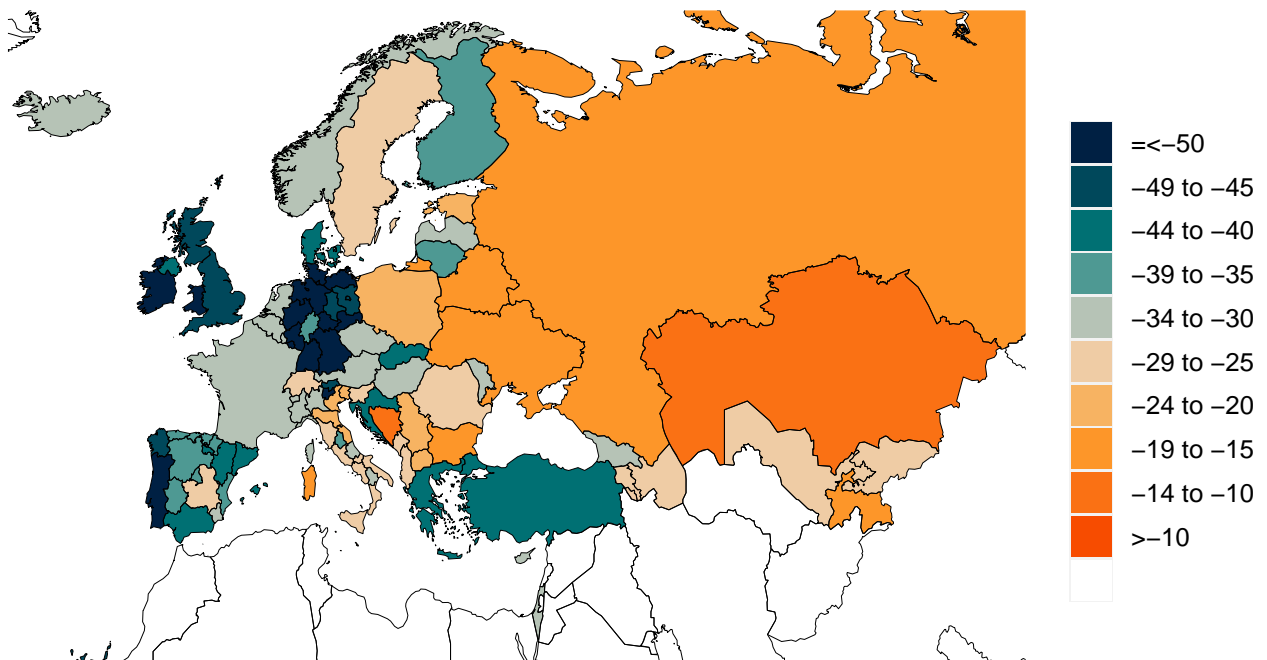 =<−50
−49 to −45
−44 to −40
−39 to −35
−34 to −30
−29 to −25
−24 to −20
−19 to −15
−14 to −10
>−10